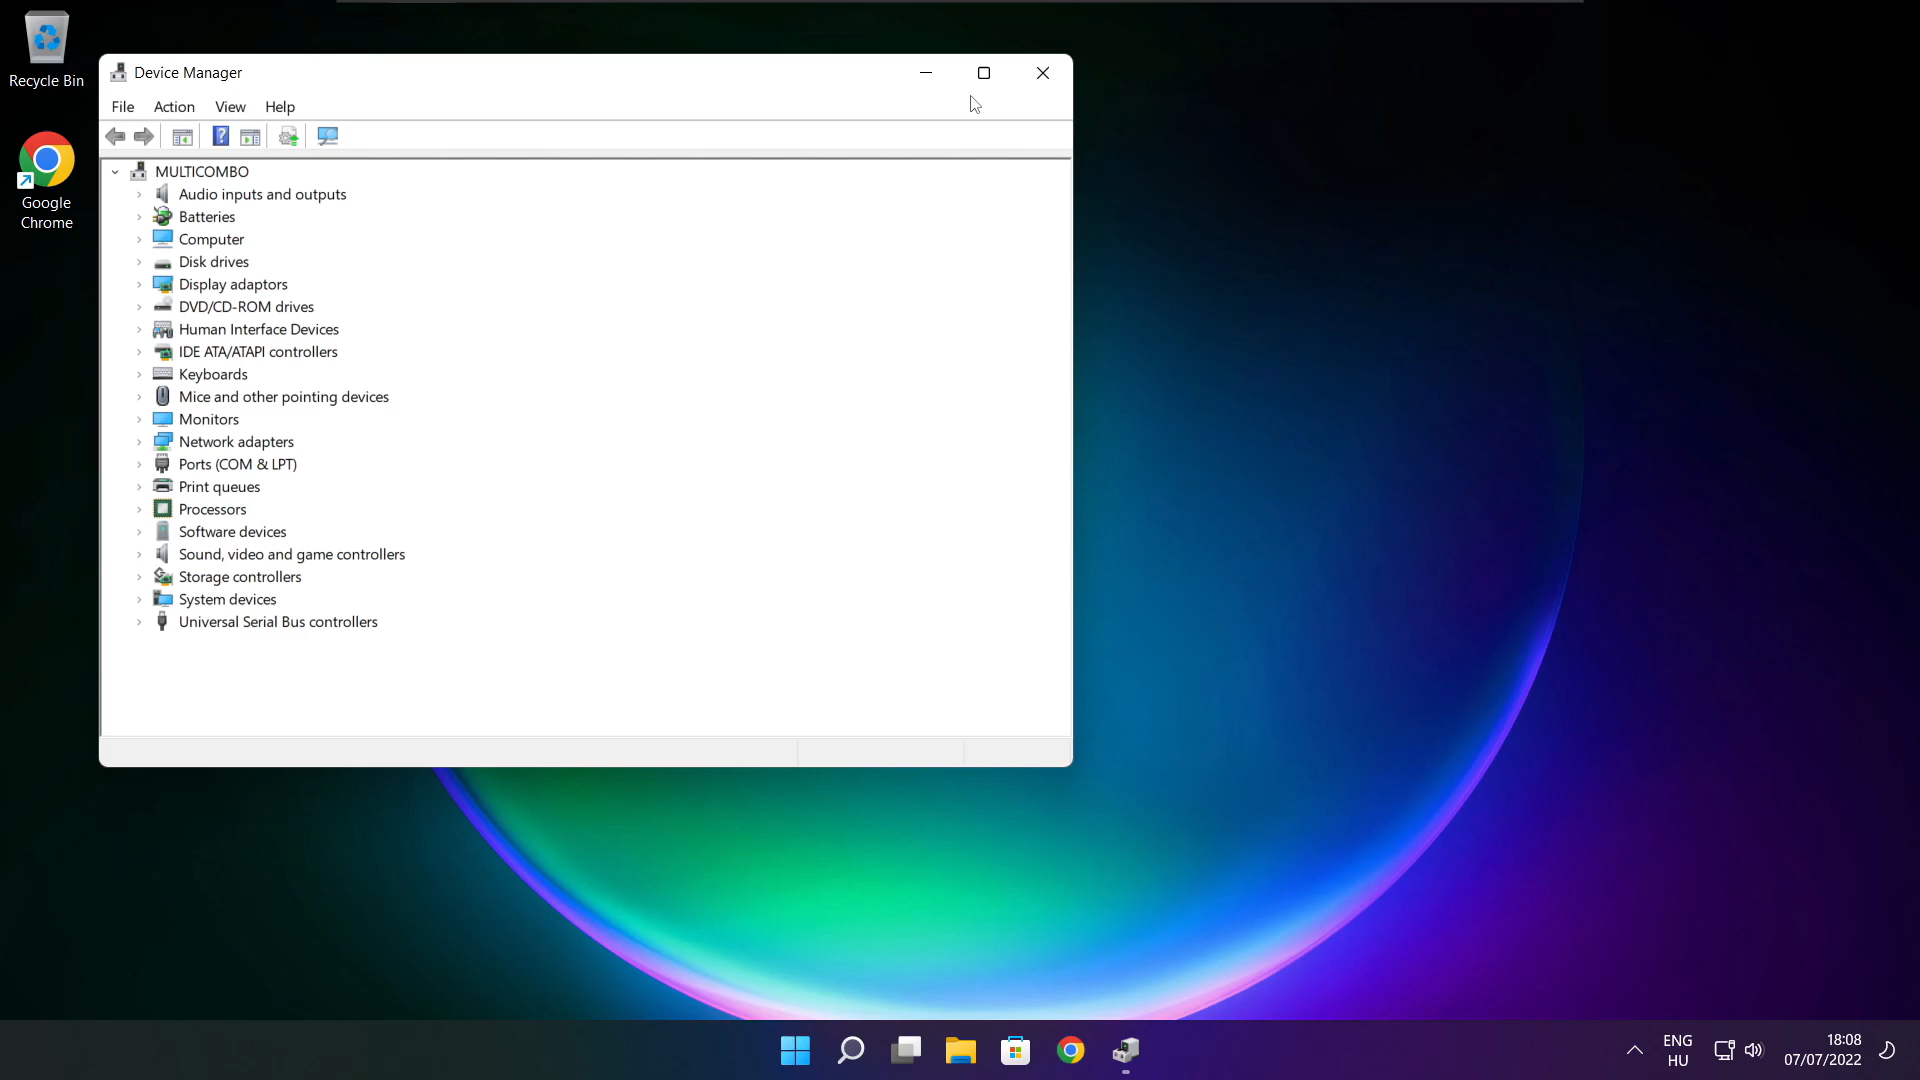 Recycle Bin
Google
Chrome
Device Manager
File Action View Help
MULTICOMBO
Audio inputs and outputs
Batteries
Computer
Disk drives
Display adaptors
DVD/CD-ROM drives
Human Interface Devices
IDE ATA/ATAPI controllers
Keyboards
Mice and other pointing devices
Monitors
Network adapters
Ports (COM & LPT)
Print queues
Processors
Software devices
Sound, video and game controllers
Storage controllers
System devices
Universal Serial Bus controllers
ENG
HU
18:08
07/07/2022